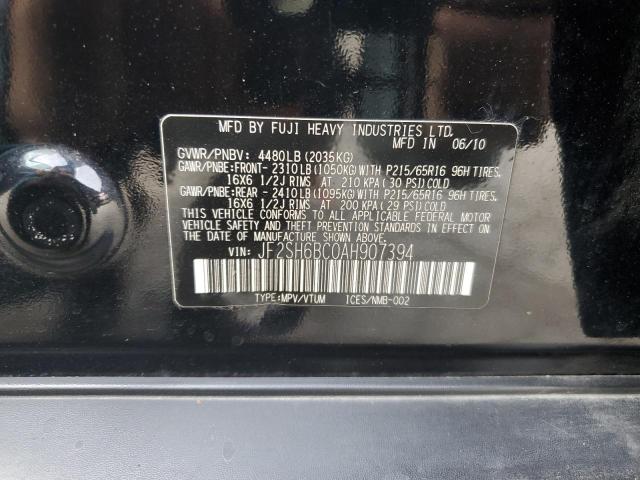 MFD BY FUJI HEAVY INDUSTRIES LTD.
MFD IN 06/10
GVWR/PNBV: 4480LB(2035KG)
GAWR/PNBE:FRONT- 2310LB(1050KG)WITH P215/65R16 96H TIRES,
16X6 1/2J RIMS AT 210 KPA(30 PSI)COLD
GAWR/PNBE:REAR - 2410LB(1095KG)WITH P215/65R16 96H TIRES,
16X6 1/2J RIMS AT 200 KPA(29 PSI)COLD
THIS VEHICLE CONFORMS TO ALL APPLICABLE FEDERAL MOTOR
VEHICLE SAFETY AND THEFT PREVENTION STANDARDS IN EFFECT ON
THE DATE OF MANUFACTURE SHOWN ABOVE.
VIN: JF2SH6BC0AH907394
TYPE:MPV/VTUM ICES/NMB-002